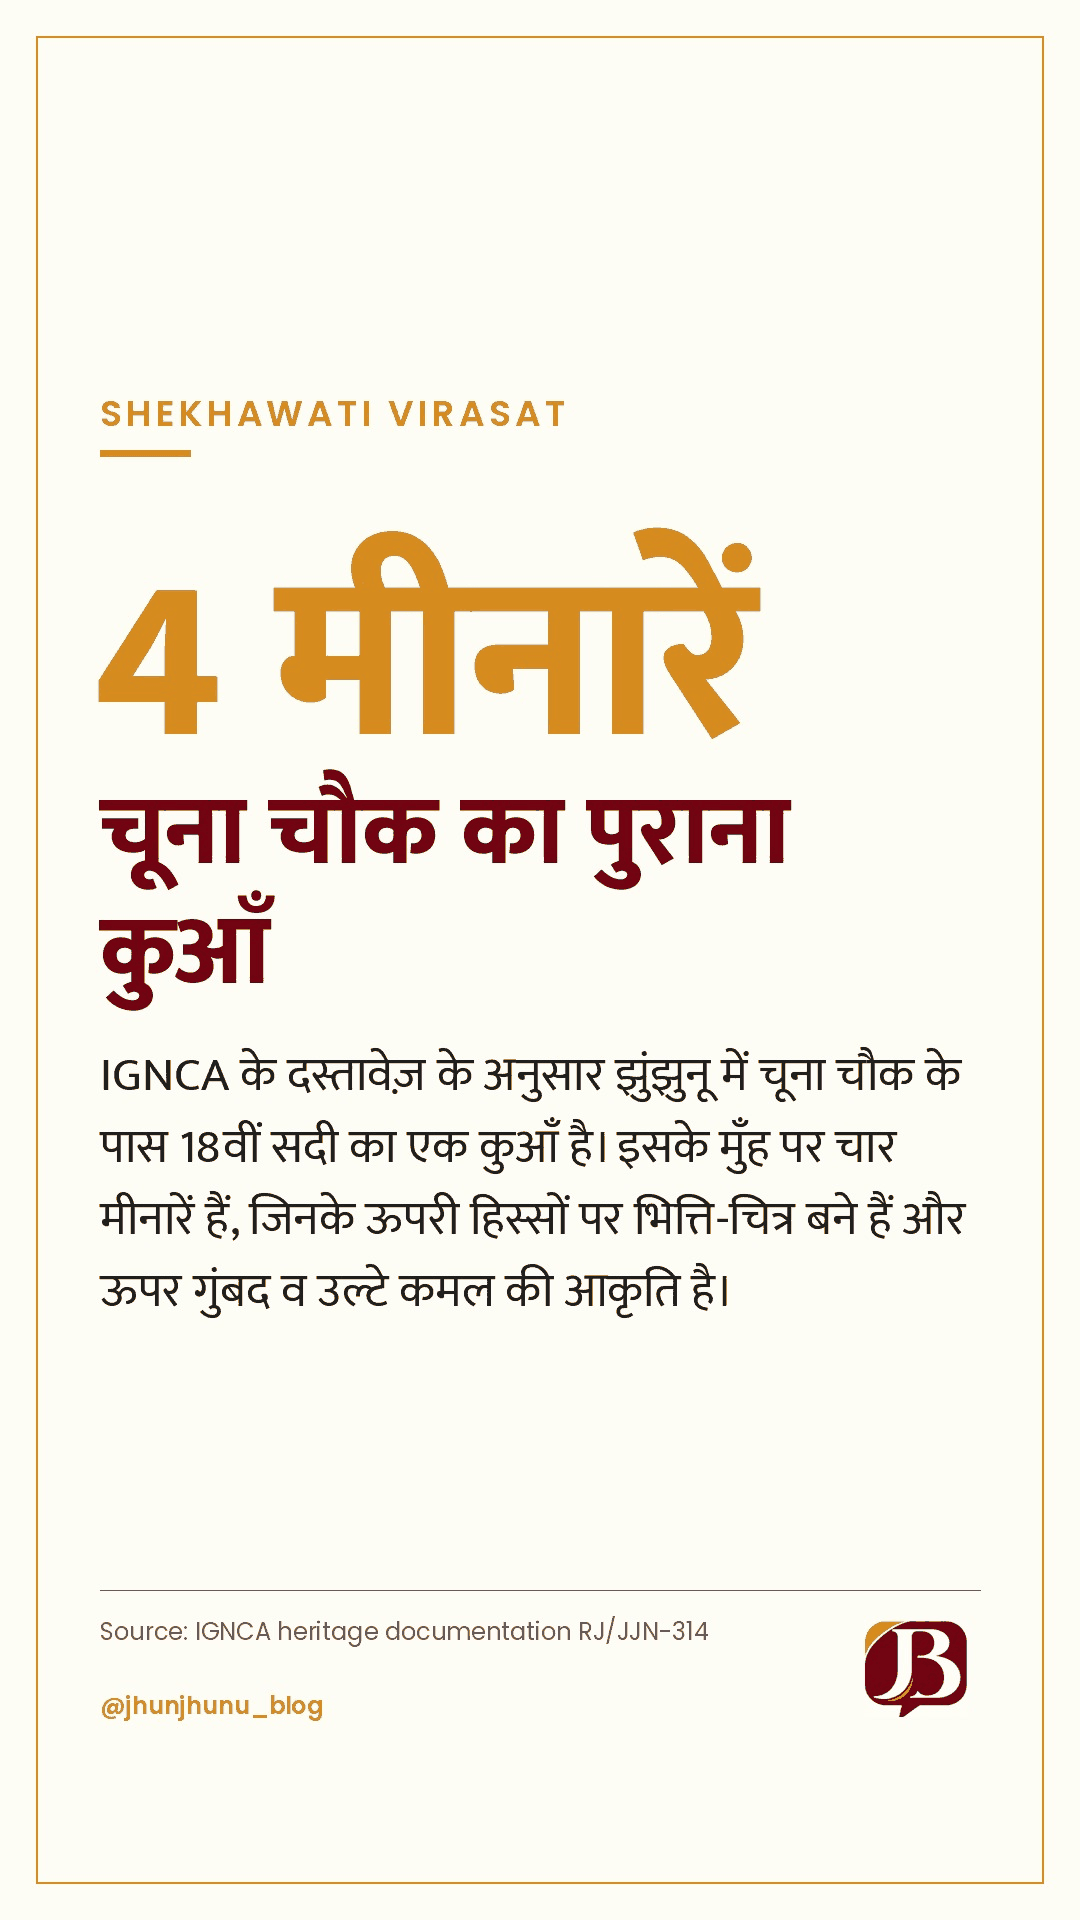 SHEKHAWATI VIRASAT
4 मीनारें
चूना चौक का पुराना
कुआँ
IGNCA के दस्तावेज़ के अनुसार झुंझुनू में चूना चौक के
पास 18वीं सदी का एक कुआँ है। इसके मुँह पर चार
मीनारें हैं, जिनके ऊपरी हिस्सों पर भित्ति-चित्र बने हैं और
ऊपर गुंबद व उल्टे कमल की आकृति है।
Source: IGNCA heritage documentation RJ/JJN-314
JB
@jhunjhunu_blog